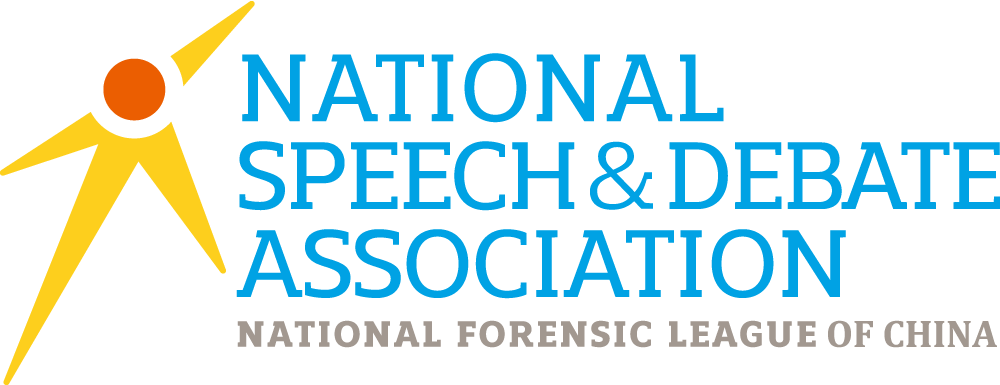 NATIONAL
SPEECH & DEBATE
ASSOCIATION
NATIONAL FORENSIC LEAGUE OF CHINA